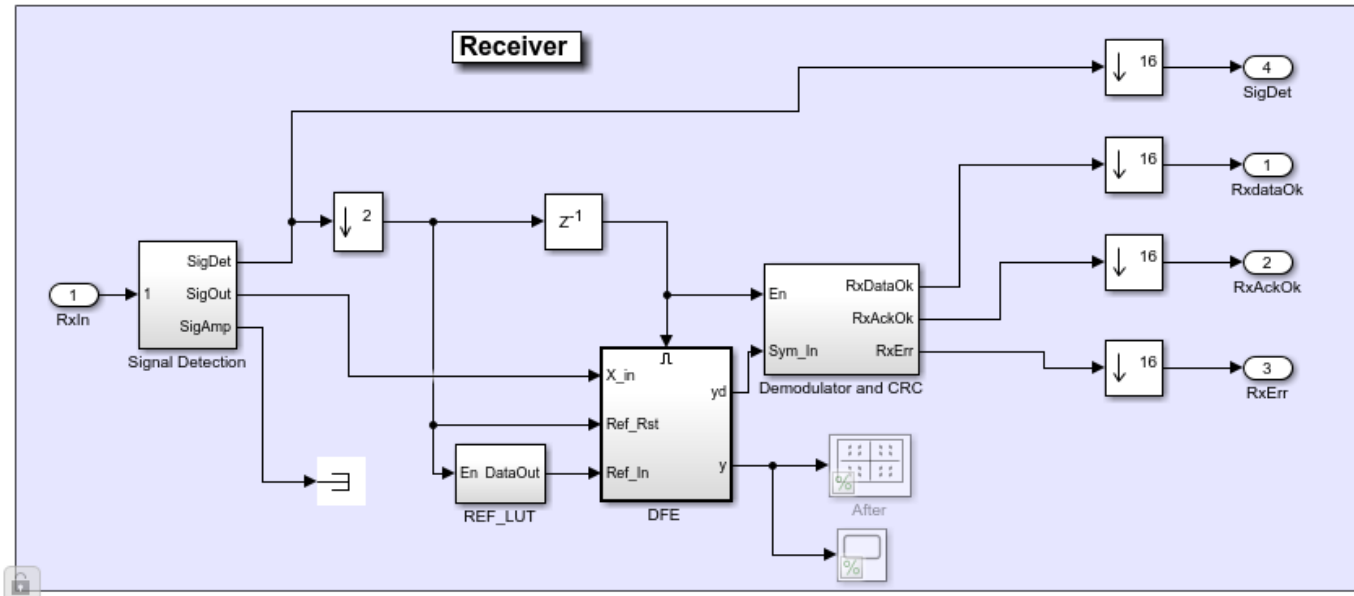 Receiver
16
4
SigDet
16
1
RxdataOk
2
Z-1
SigDet
16
2
RxAckOk
1
RxIn
1
SigOut
SigAmp
Signal Detection
En
Sym_In
RxDataOk
RxAckOk
RxErr
Demodulator and CRC
16
3
RxErr
X_in
Ref_Rst
Ref_In
yd
y
DFE
En DataOut
REF_LUT
%
After
%